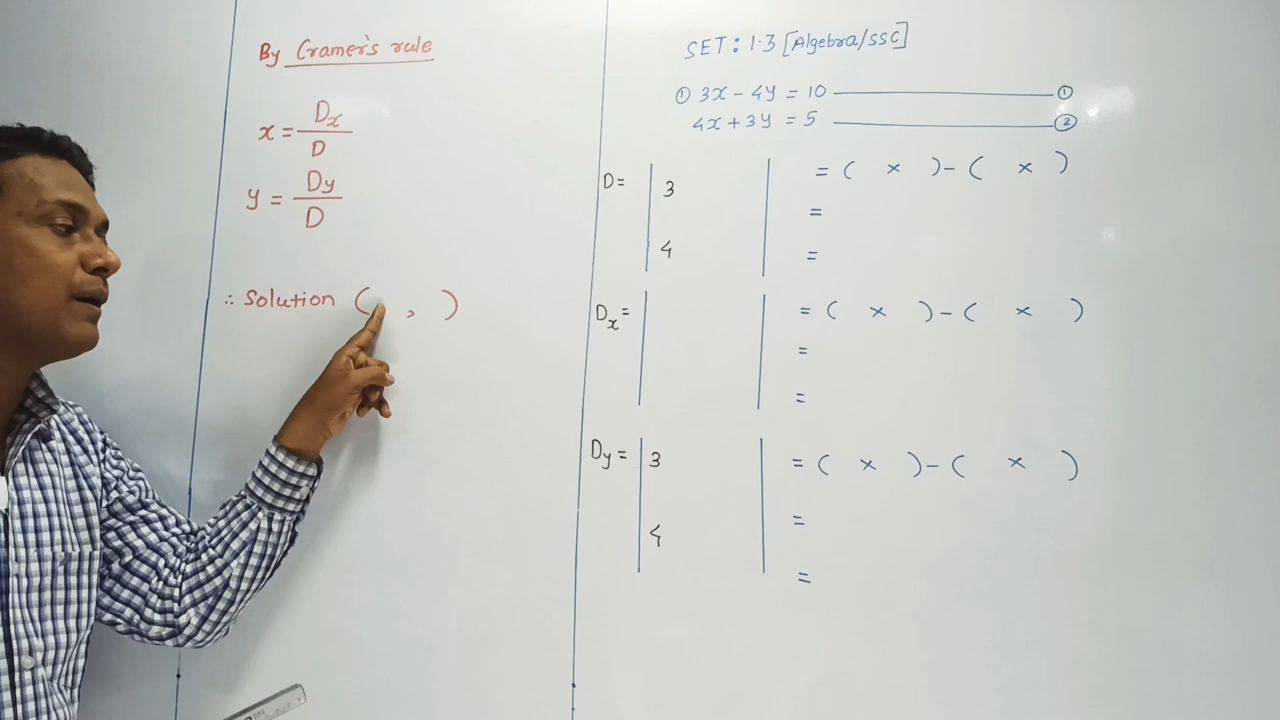 By Cramer's rule
x = Dx / D
y = Dy / D
∴ Solution ( , )
SET: 1.3 [Algebra/SSC]
① 3x - 4y = 10 ———— ①
4x + 3y = 5 ———— ②
D = | 3 | = ( × ) - ( × )
=
4 | =
Dx = | | = ( × ) - ( × )
=
=
Dy = | 3 | = ( × ) - ( × )
4 | =
=